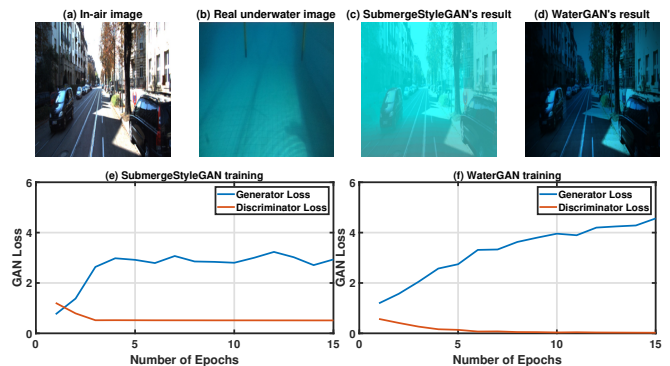 (a) In-air image
(b) Real underwater image
(c) SubmergeStyleGAN's result
(d) WaterGAN's result
(e) SubmergeStyleGAN training
6
4
2
0
GAN Loss
Generator Loss
Discriminator Loss
0 5 10 15
Number of Epochs
(f) WaterGAN training
6
4
2
0
GAN Loss
Generator Loss
Discriminator Loss
0 5 10 15
Number of Epochs